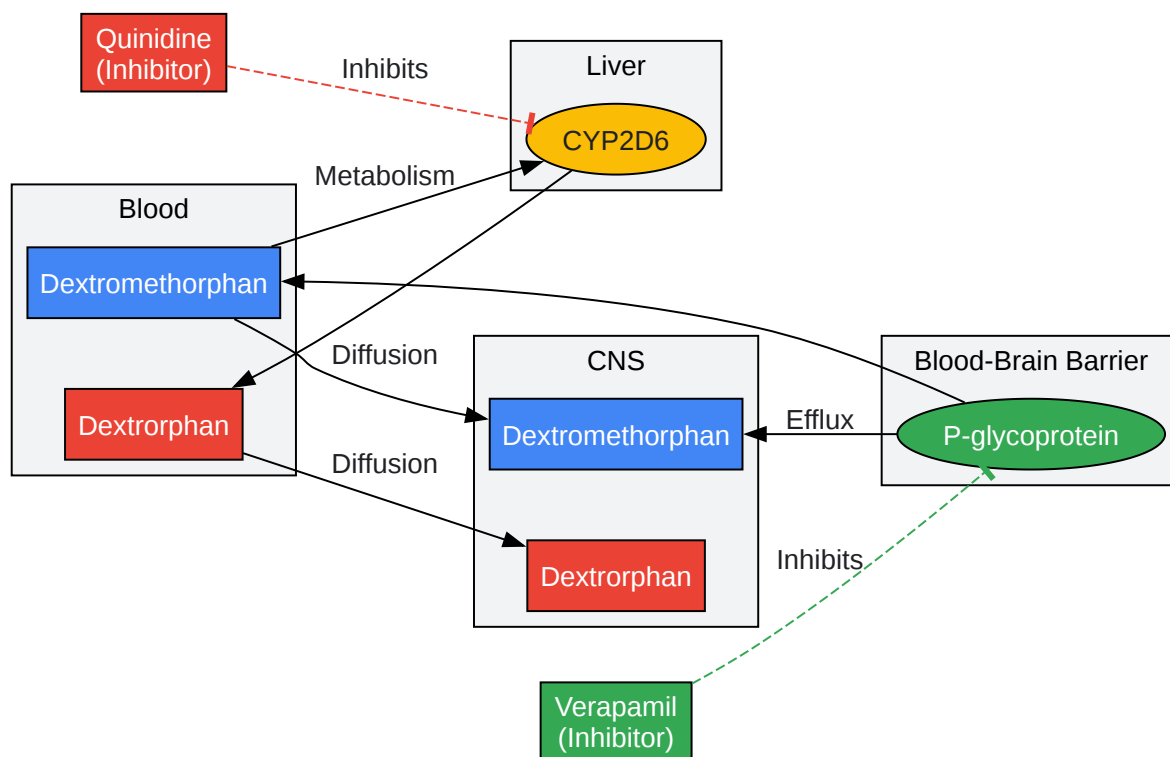 Quinidine
(Inhibitor)
Inhibits
Liver
CYP2D6
Metabolism
Blood
Dextromethorphan
Diffusion
CNS
Blood-Brain Barrier
Dextrorphan
Dextromethorphan
Efflux
P-glycoprotein
Diffusion
Dextrorphan
Inhibits
Verapamil
(Inhibitor)